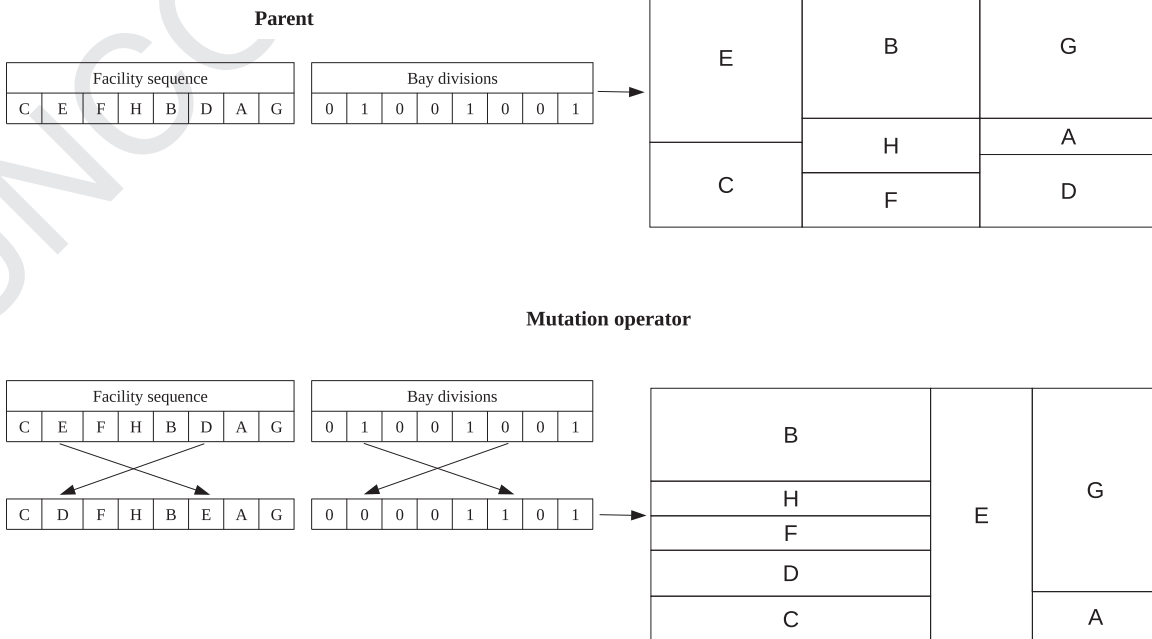 Parent
Facility sequence
C E F H B D A G
Bay divisions
0 1 0 0 1 0 0 1
E
B
G
H
A
C
F
D
Mutation operator
Facility sequence
C E F H B D A G
Bay divisions
0 1 0 0 1 0 0 1
C D F H B E A G
0 0 0 0 1 1 0 1
B
H
F
D
C
E
G
A